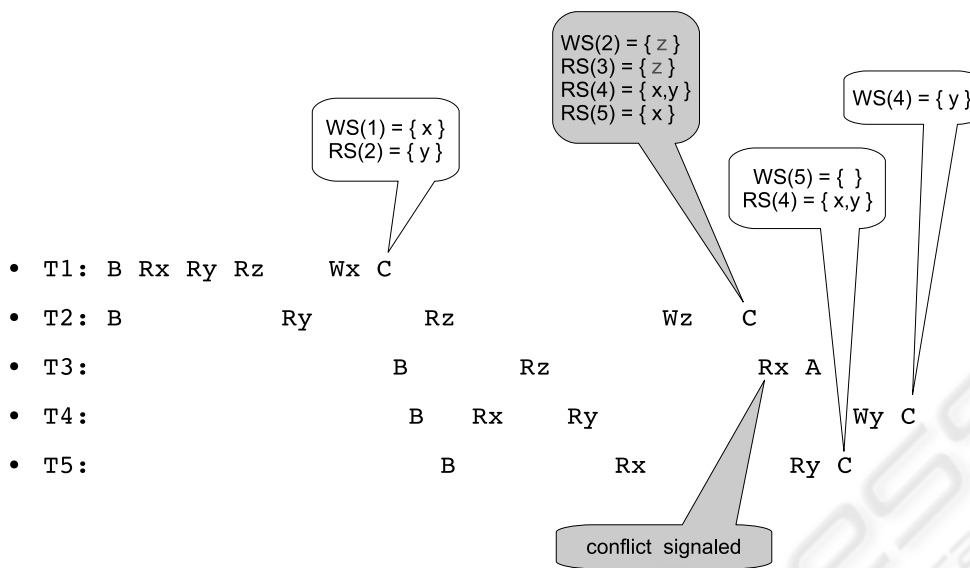 WS(2) = { z }
RS(3) = { z }
RS(4) = { x,y }
RS(5) = { x }
WS(4) = { y }
WS(1) = { x }
RS(2) = { y }
WS(5) = { }
RS(4) = { x,y }
• T1: B Rx Ry Rz Wx C
• T2: B Ry Rz Wz C
• T3: B Rz Rx A
• T4: B Rx Ry Wy C
• T5: B Rx Ry C
conflict signaled